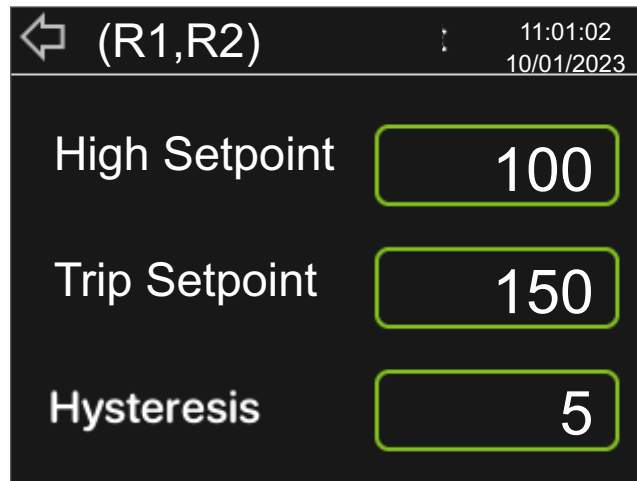 (R1,R2) : 11:01:02
10/01/2023
High Setpoint 100
Trip Setpoint 150
Hysteresis 5